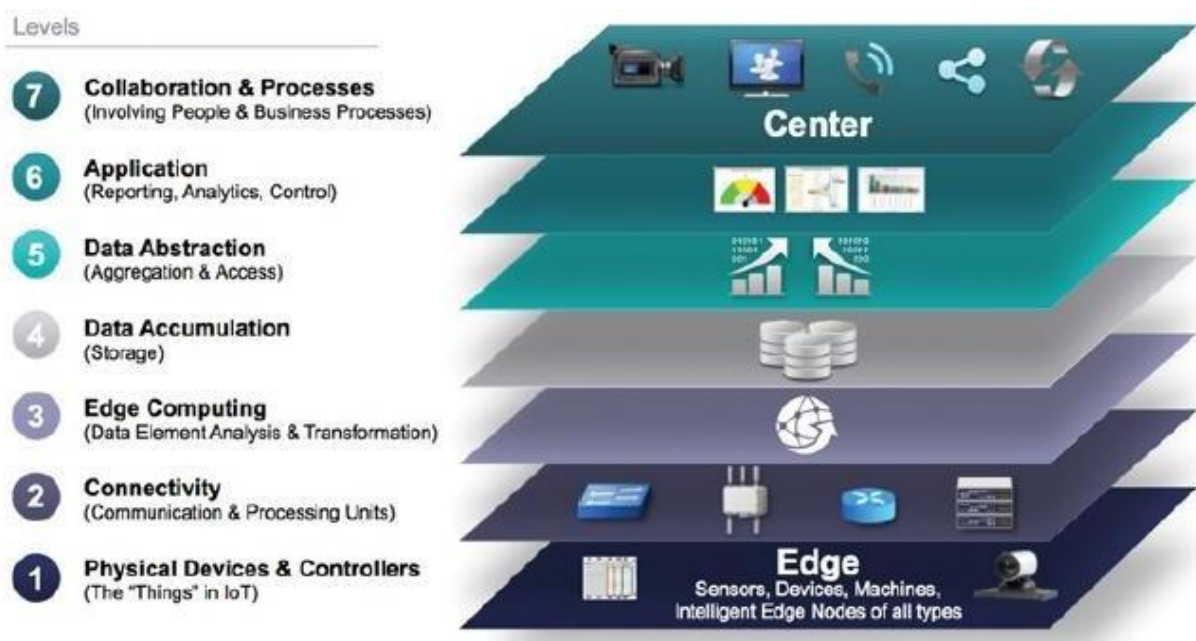 Levels
7
Collaboration & Processes
(Involving People & Business Processes)
6
Application
(Reporting, Analytics, Control)
5
Data Abstraction
(Aggregation & Access)
4
Data Accumulation
(Storage)
3
Edge Computing
(Data Element Analysis & Transformation)
2
Connectivity
(Communication & Processing Units)
1
Physical Devices & Controllers
(The "Things" in IoT)
Center
Edge
Sensors, Devices, Machines,
Intelligent Edge Nodes of all types